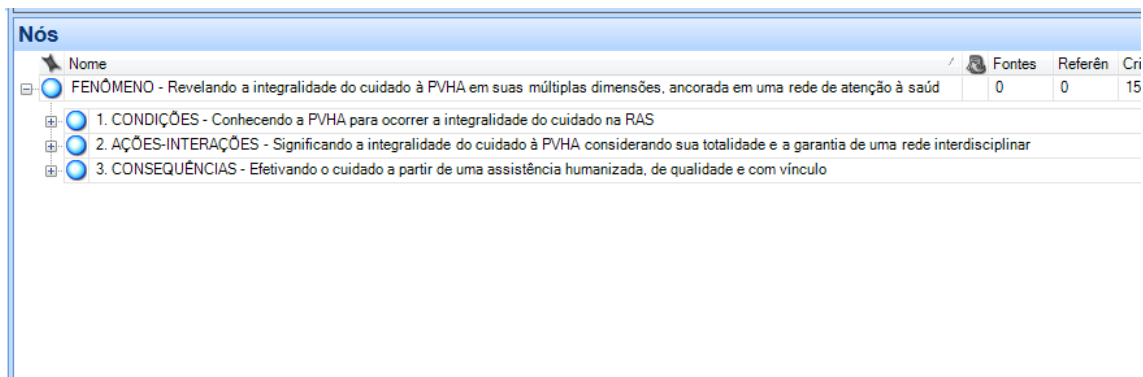 Nós
Nome Fontes Referên Cri
FENÔMENO - Revelando a integralidade do cuidado à PVHA em suas múltiplas dimensões, ancorada em uma rede de atenção à saúd 0 0 15
1. CONDIÇÕES - Conhecendo a PVHA para ocorrer a integralidade do cuidado na RAS
2. AÇÕES-INTERAÇÕES - Significando a integralidade do cuidado à PVHA considerando sua totalidade e a garantia de uma rede interdisciplinar
3. CONSEQUÊNCIAS - Efetivando o cuidado a partir de uma assistência humanizada, de qualidade e com vínculo